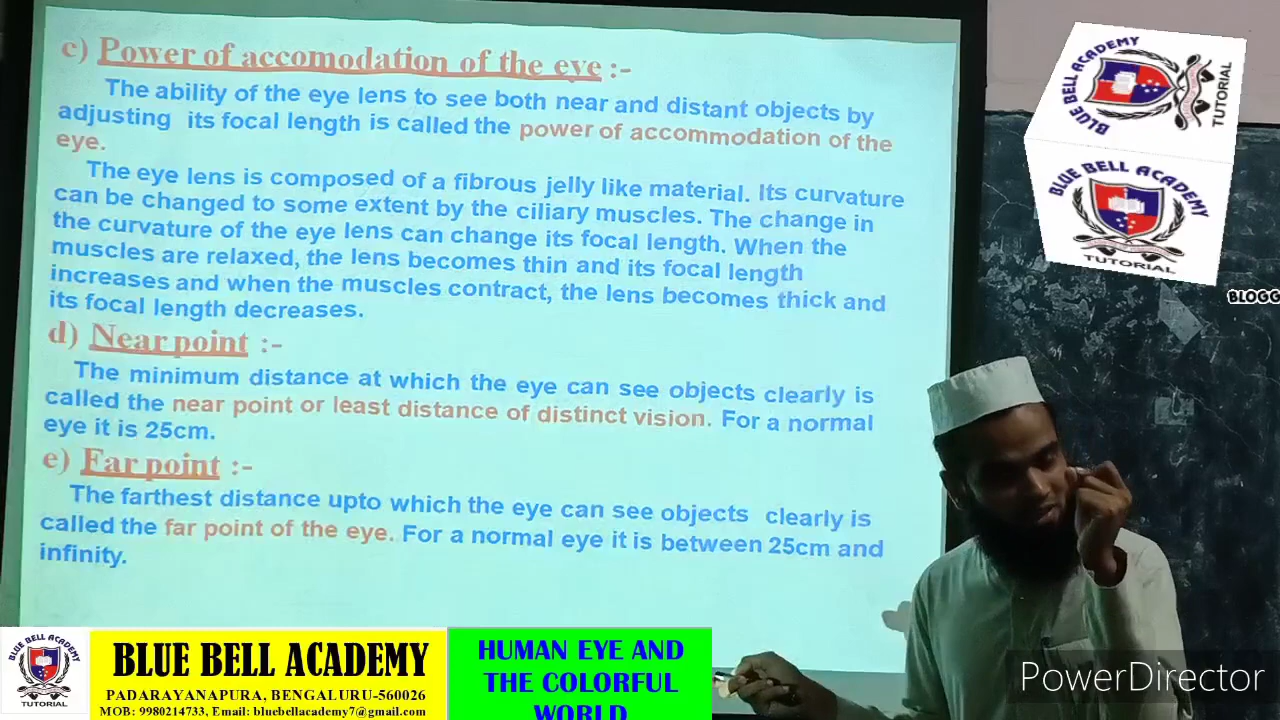 c) Power of accomodation of the eye :-
The ability of the eye lens to see both near and distant objects by
adjusting its focal length is called the power of accommodation of the
eye.
The eye lens is composed of a fibrous jelly like material. Its curvature
can be changed to some extent by the ciliary muscles. The change in
the curvature of the eye lens can change its focal length. When the
muscles are relaxed, the lens becomes thin and its focal length
increases and when the muscles contract, the lens becomes thick and
its focal length decreases.
d) Near point :-
The minimum distance at which the eye can see objects clearly is
called the near point or least distance of distinct vision. For a normal
eye it is 25cm.
e) Far point :-
The farthest distance upto which the eye can see objects clearly is
called the far point of the eye. For a normal eye it is between 25cm and
infinity.
BLUE BELL ACADEMY
TUTORIAL
BLUE BELL ACADEMY
TUTORIAL
BLOGG
BLUE BELL ACADEMY
TUTORIAL
BLUE BELL ACADEMY
PADARAYANAPURA, BENGALURU-560026
MOB: 9980214733, Email: bluebellacademy7@gmail.com
HUMAN EYE AND
THE COLORFUL
WORLD
PowerDirector